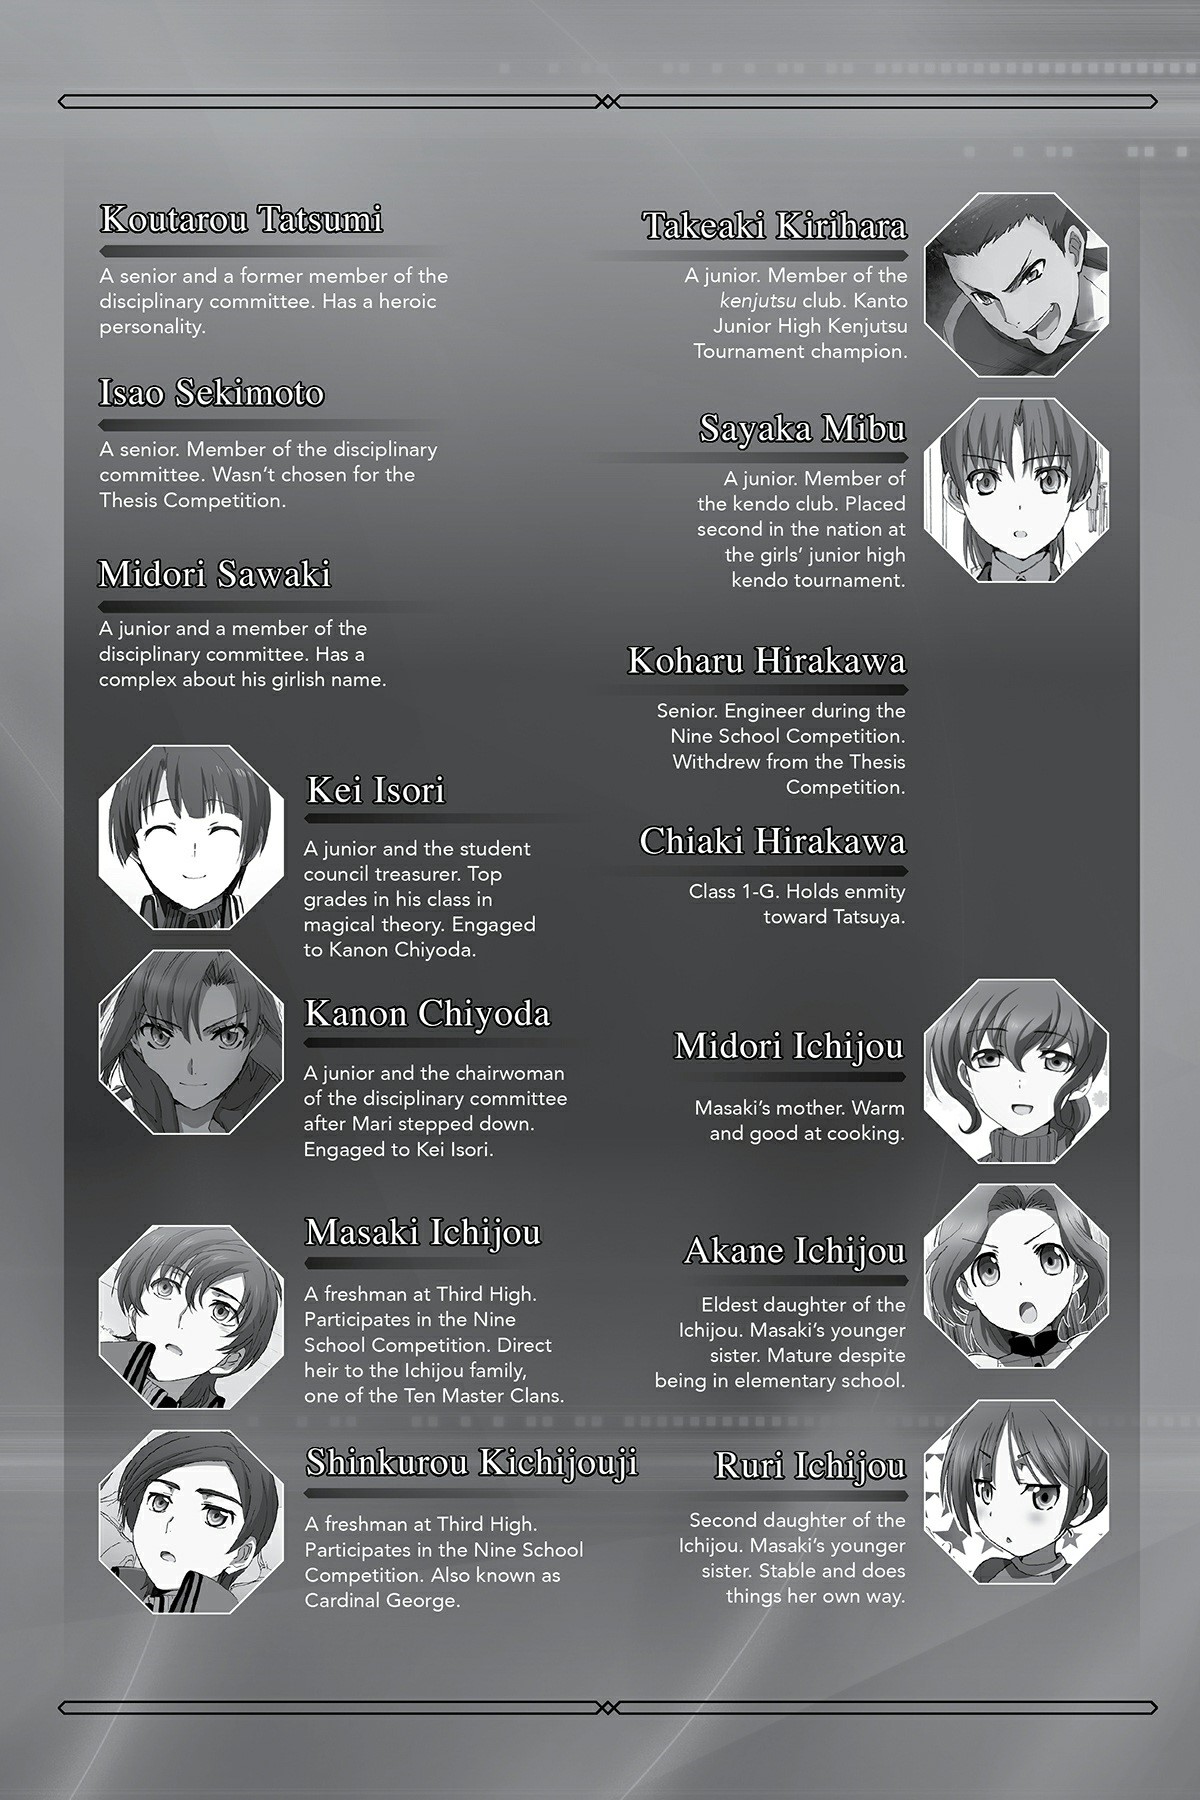 Koutarou Tatsumi
A senior and a former member of the
disciplinary committee. Has a heroic
personality.
Isao Sekimoto
A senior. Member of the disciplinary
committee. Wasn't chosen for the
Thesis Competition.
Midori Sawaki
A junior and a member of the
disciplinary committee. Has a
complex about his girlish name.
Kei Isori
A junior and the student
council treasurer. Top
grades in his class in
magical theory. Engaged
to Kanon Chiyoda.
Kanon Chiyoda
A junior and the chairwoman
of the disciplinary committee
after Mari stepped down.
Engaged to Kei Isori.
Masaki Ichijou
A freshman at Third High.
Participates in the Nine
School Competition. Direct
heir to the Ichijou family,
one of the Ten Master Clans.
Shinkurou Kichijouji
A freshman at Third High.
Participates in the Nine School
Competition. Also known as
Cardinal George.
Takeaki Kirihara
A junior. Member of the
kenjutsu club. Kanto
Junior High Kenjutsu
Tournament champion.
Sayaka Mibu
A junior. Member of
the kendo club. Placed
second in the nation at
the girls' junior high
kendo tournament.
Koharu Hirakawa
Senior. Engineer during the
Nine School Competition.
Withdrew from the Thesis
Competition.
Chiaki Hirakawa
Class 1-G. Holds enmity
toward Tatsuya.
Midori Ichijou
Masaki's mother. Warm
and good at cooking.
Akane Ichijou
Eldest daughter of the
Ichijou. Masaki's younger
sister. Mature despite
being in elementary school.
Ruri Ichijou
Second daughter of the
Ichijou. Masaki's younger
sister. Stable and does
things her own way.